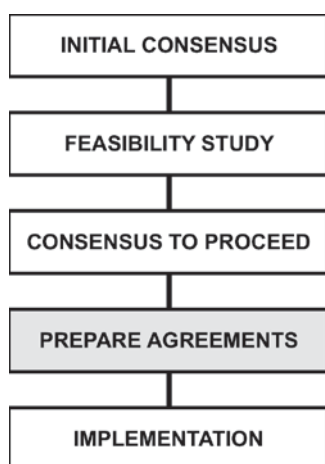 INITIAL CONSENSUS
FEASIBILITY STUDY
CONSENSUS TO PROCEED
PREPARE AGREEMENTS
IMPLEMENTATION